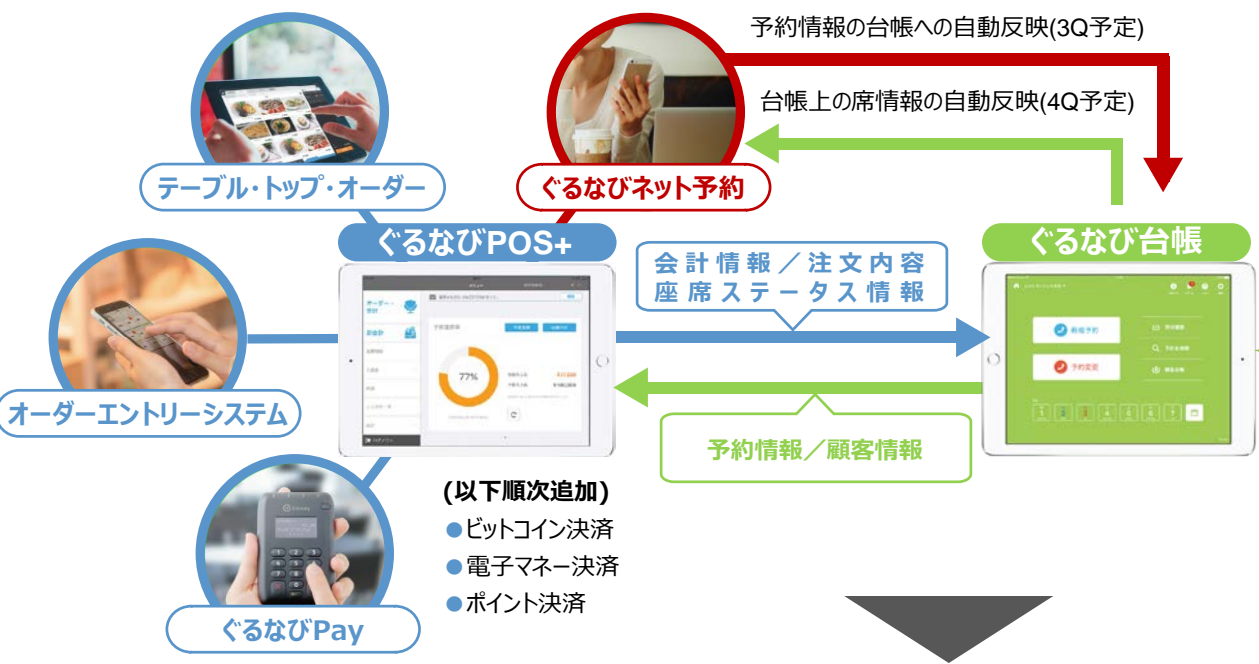 予約情報の台帳への自動反映(3Q予定)
台帳上の席情報の自動反映(4Q予定)
テーブル・トップ・オーダー
ぐるなびネット予約
ぐるなびPOS+
ぐるなび台帳
会計情報／注文内容
座席ステータス情報
オーダー・
77%
新規予約
予約変更
オーダーエントリーシステム
予約情報／顧客情報
(以下順次追加)
●ビットコイン決済
●電子マネー決済
●ポイント決済
ぐるなびPay